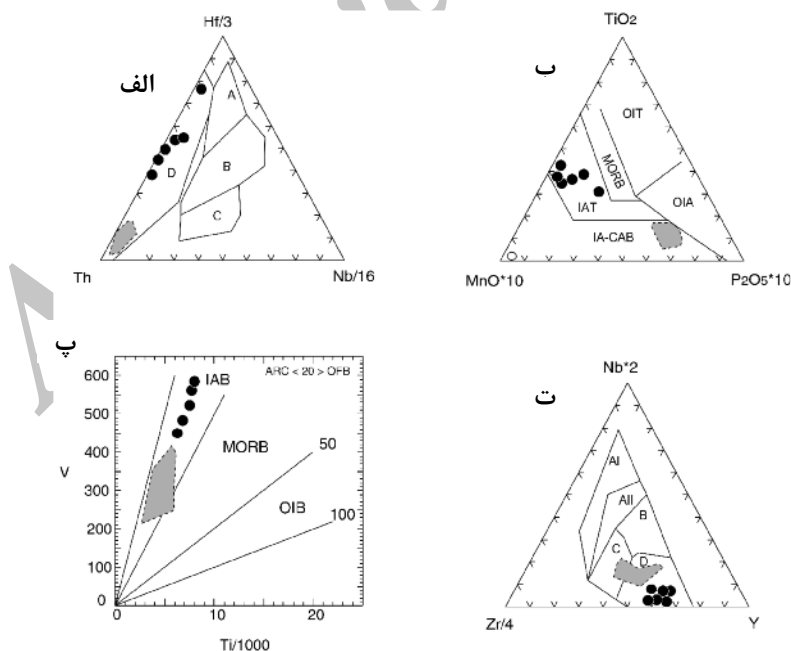 Hf/3
الف
A
B
C
D
Th
Nb/16
TiO2
ب
OIT
MORB
OIA
IAT
IA-CAB
MnO*10
P2O5*10
پ
600
500
400
300
200
100
0
V
IAB
ARC < 20 > OFB
MORB
50
OIB
100
0
10
20
Ti/1000
Nb*2
ت
AI
AII
B
C
D
Zr/4
Y